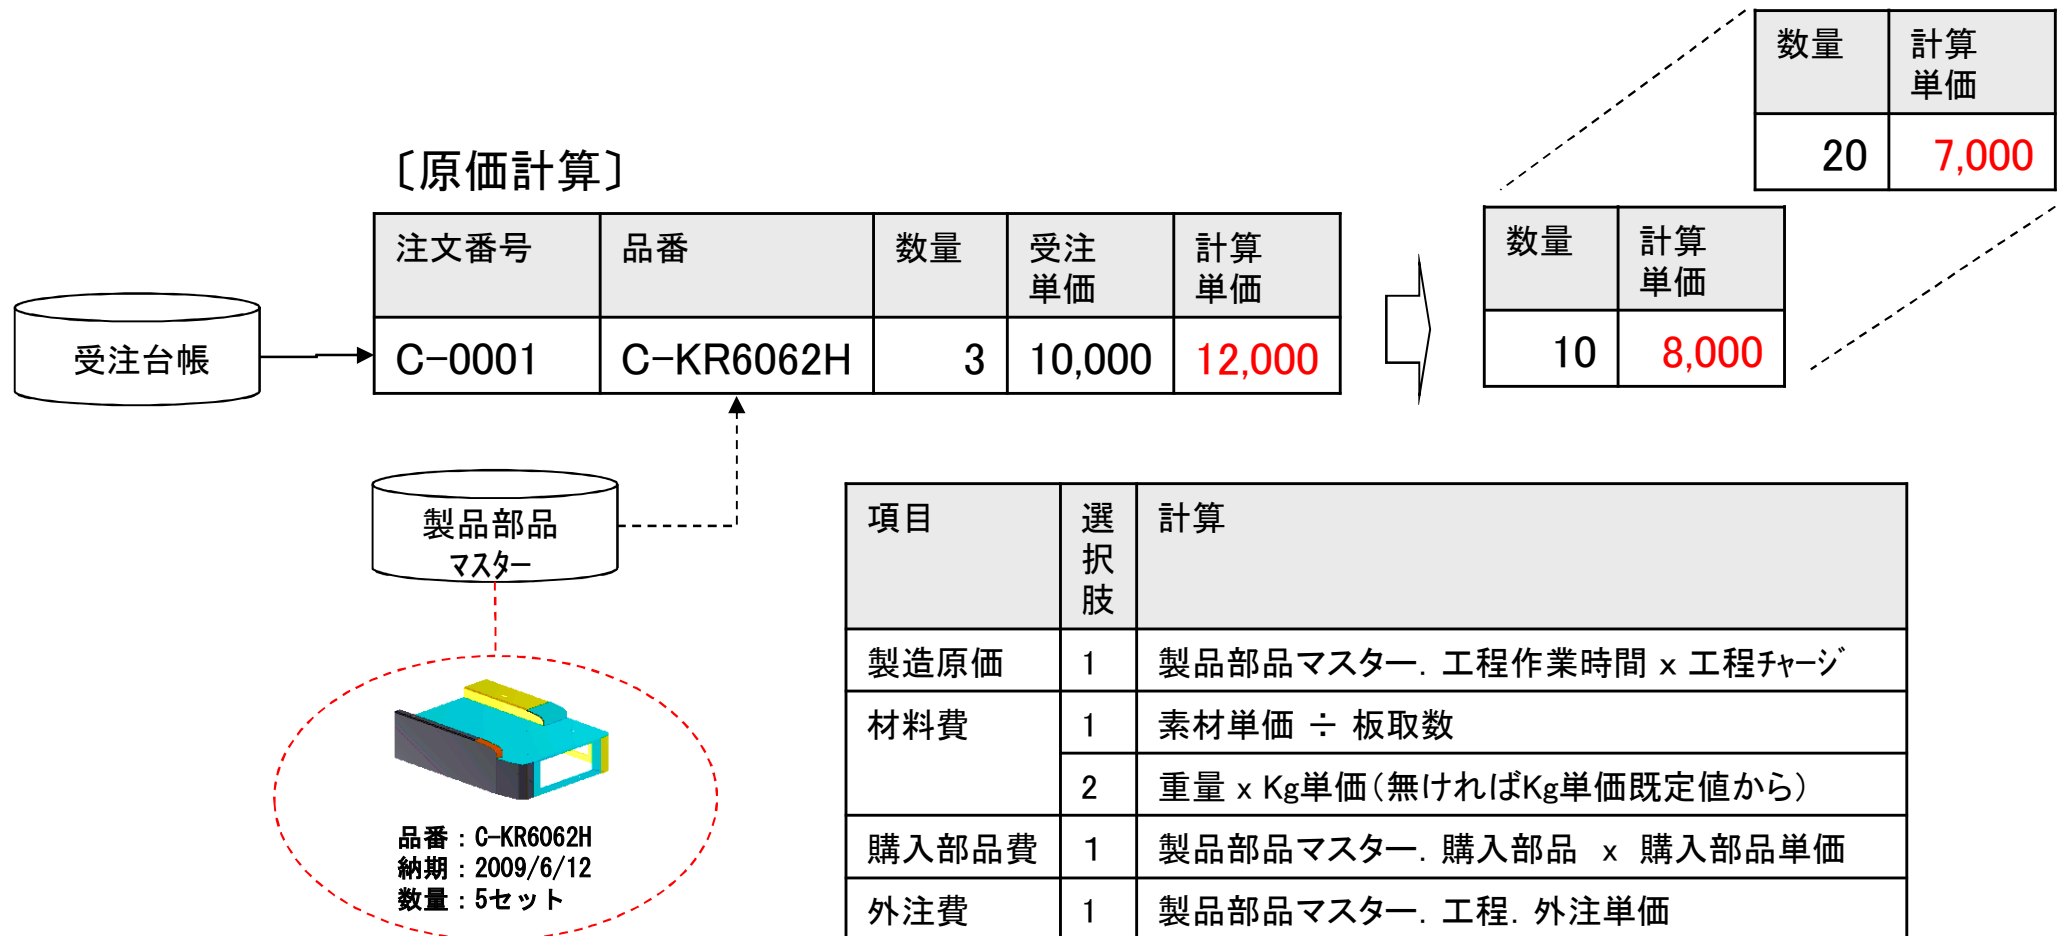 数量 計算
単価
20 7,000
〔原価計算〕
注文番号 品番 数量 受注 計算
単価 単価
C-0001 C-KR6062H 3 10,000 12,000
数量 計算
単価
10 8,000
受注台帳
製品部品
ﾏｽﾀｰ
品番：C-KR6062H
納期：2009/6/12
数量：5セット
項目 選択肢 計算
製造原価 1 製品部品マスター．工程作業時間 x 工程ﾁｬｰｼﾞ
材料費 1 素材単価 ÷ 板取数
2 重量 x Kg単価（無ければKg単価既定値から）
購入部品費 1 製品部品マスター．購入部品 x 購入部品単価
外注費 1 製品部品マスター．工程．外注単価